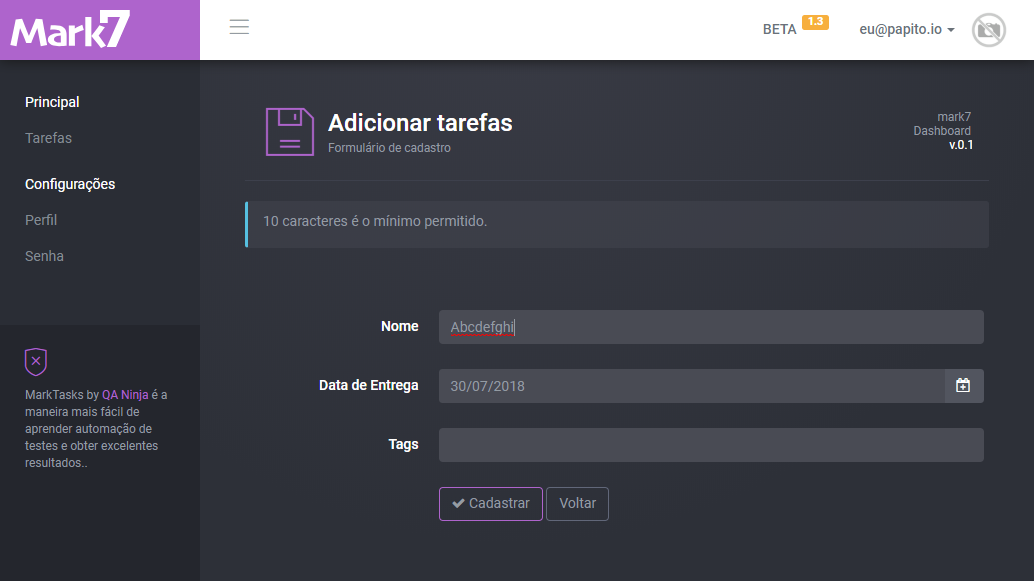 Mark7
BETA 1.3
eu@papito.io
Principal
Tarefas
Configurações
Perfil
Senha
MarkTasks by QA Ninja é a
maneira mais fácil de
aprender automação de
testes e obter excelentes
resultados..
Adicionar tarefas
Formulário de cadastro
mark7
Dashboard
v.0.1
10 caracteres é o mínimo permitido.
Nome Abcdefghi
Data de Entrega 30/07/2018
Tags
Cadastrar Voltar